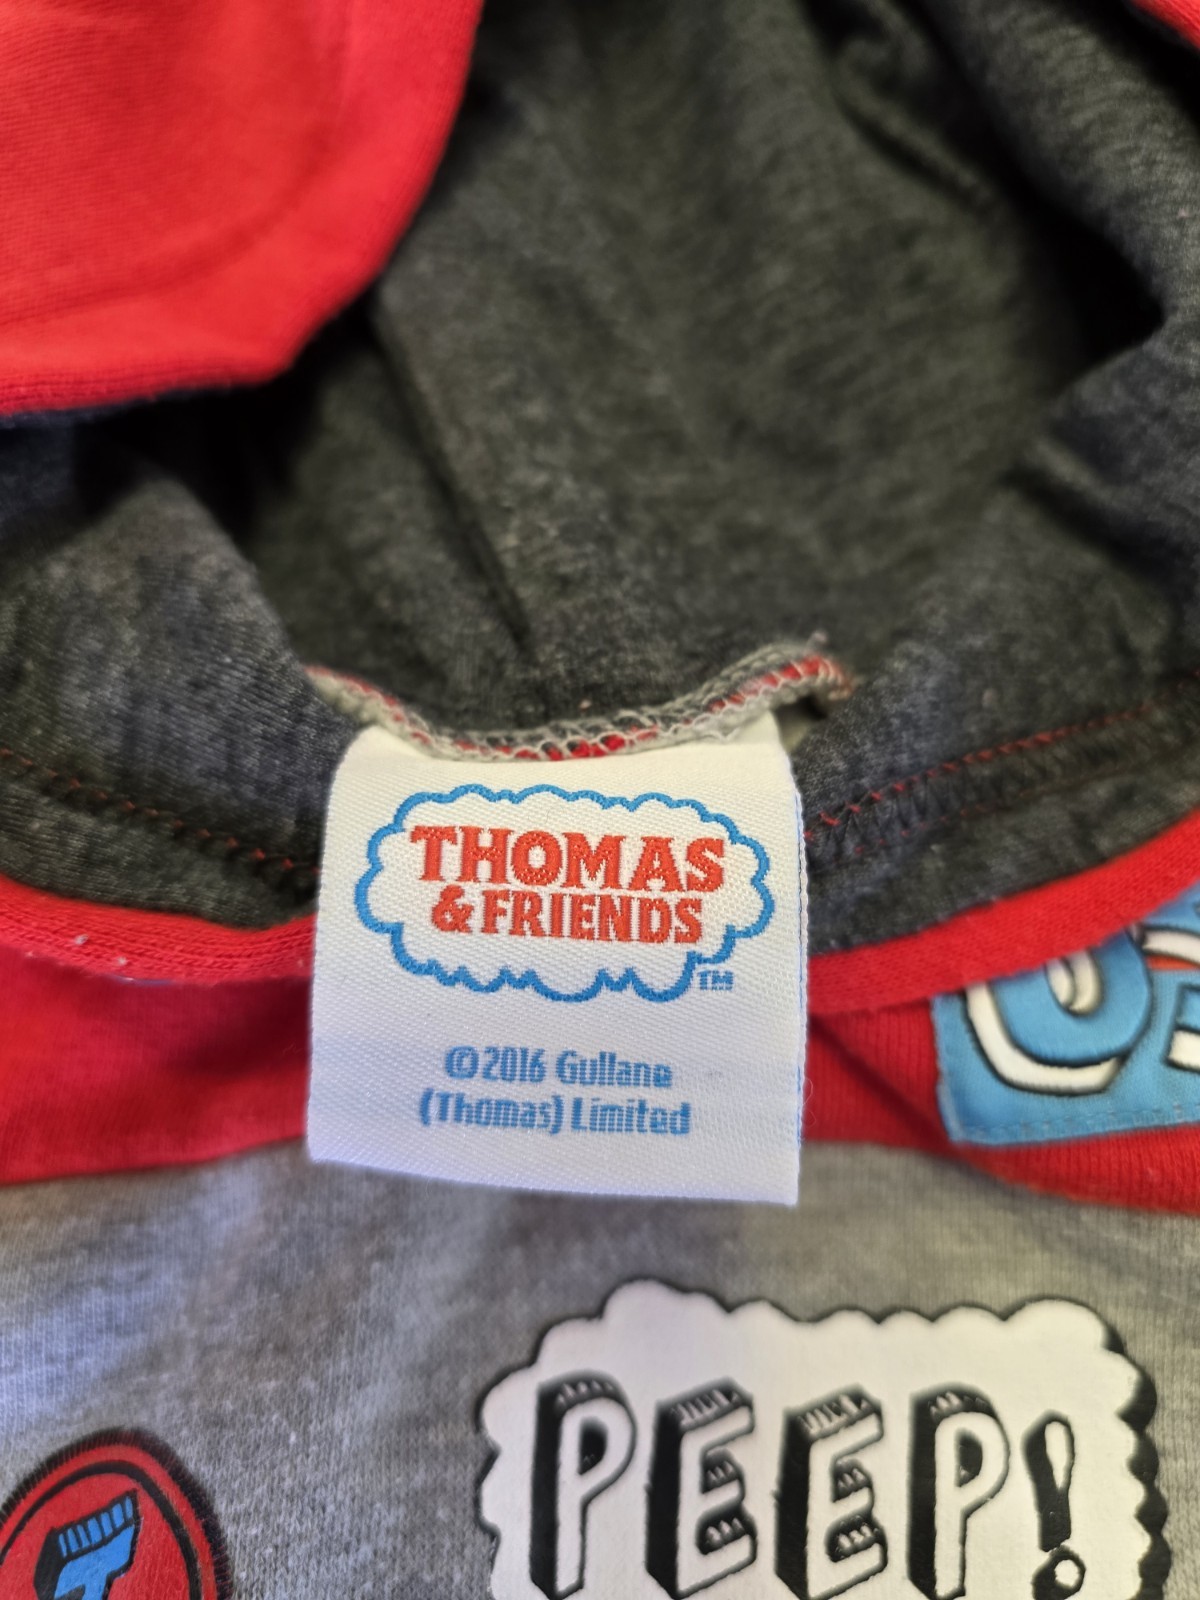 THOMAS
& FRIENDS
TM
©2016 Gullane
(Thomas) Limited
PEEP!